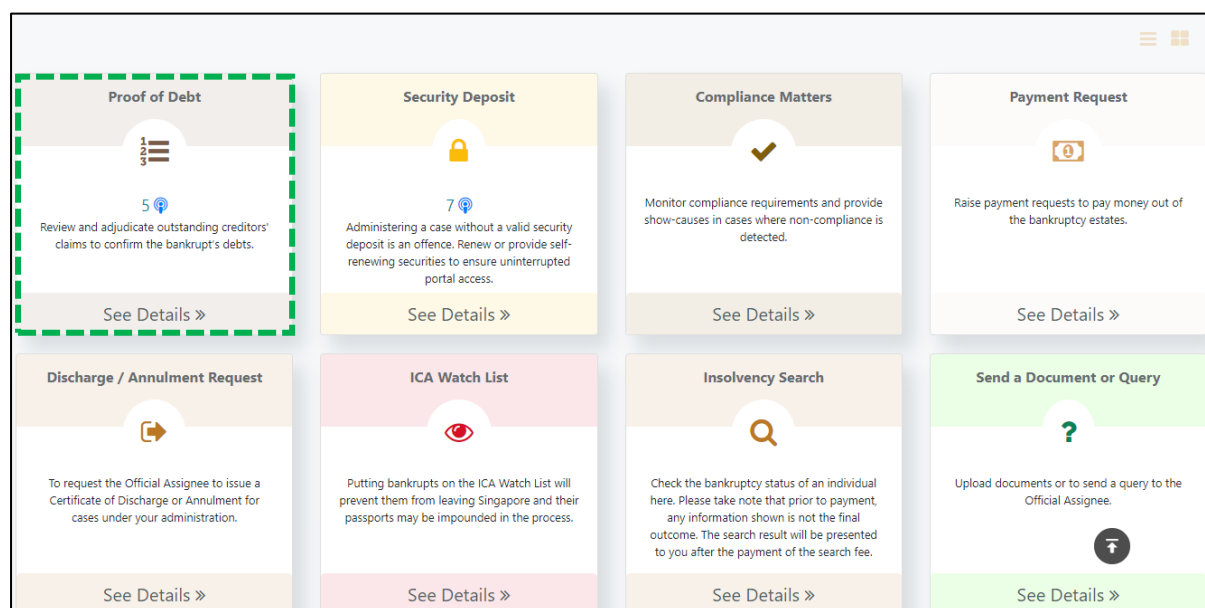 Proof of Debt
5
Review and adjudicate outstanding creditors'
claims to confirm the bankrupt's debts.
See Details »
Security Deposit
7
Administering a case without a valid security
deposit is an offence. Renew or provide self-
renewing securities to ensure uninterrupted
portal access.
See Details »
Compliance Matters
Monitor compliance requirements and provide
show-causes in cases where non-compliance is
detected.
See Details »
Payment Request
Raise payment requests to pay money out of
the bankruptcy estates.
See Details »
Discharge / Annulment Request
To request the Official Assignee to issue a
Certificate of Discharge or Annulment for
cases under your administration.
See Details »
ICA Watch List
Putting bankrupts on the ICA Watch List will
prevent them from leaving Singapore and their
passports may be impounded in the process.
See Details »
Insolvency Search
Check the bankruptcy status of an individual
here. Please take note that prior to payment,
any information shown is not the final
outcome. The search result will be presented
to you after the payment of the search fee.
See Details »
Send a Document or Query
?
Upload documents or to send a query to the
Official Assignee.
See Details »